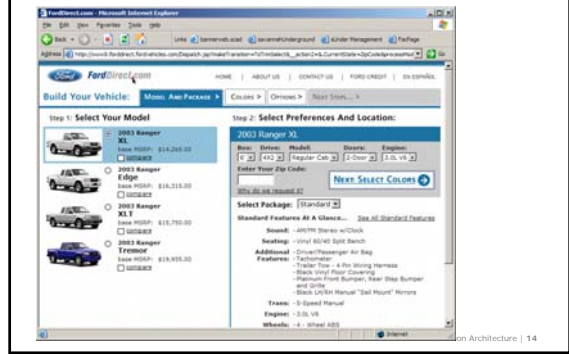 FordDirect.com - Microsoft Internet Explorer
File Edit View Favorites Tools Help
Back
Links
Address
Go
Ford FordDirect.com
HOME | ABOUT US | CONTACT US | FORD CREDIT | EN ESPAÑOL
Build Your Vehicle: MODEL AND PACKAGE > COLORS > OPTIONS > NEXT STEPS... >
Step 1: Select Your Model
2003 Ranger
XL
base MSRP: $14,265.00
compare
2003 Ranger
Edge
base MSRP: $16,315.00
compare
2003 Ranger
XLT
base MSRP: $15,750.00
compare
2003 Ranger
Tremor
base MSRP: $19,955.00
compare
Step 2: Select Preferences And Location:
2003 Ranger XL
Box: Drive: Model: Doors: Engine:
6' 4X2 Regular Cab 2-Door 3.0L V6
Enter Your Zip Code:
NEXT: SELECT COLORS
Why do we request it?
Select Package: Standard
Standard Features At A Glance... See All Standard Features
Sound: -AM/FM Stereo w/Clock
Seating: -Vinyl 60/40 Split Bench
Additional Features: -Driver/Passenger Air Bag
-Tachometer
-Trailer Tow - 4 Pin Wiring Harness
-Black Vinyl Floor Covering
-Platinum Front Bumper, Rear Step Bumper
and Grille
-Black LH/RH Manual "Sail Mount" Mirrors
Trans: -5-Speed Manual
Engine: -3.0L V6
Wheels: -4 - Wheel ABS
Internet
on Architecture | 14